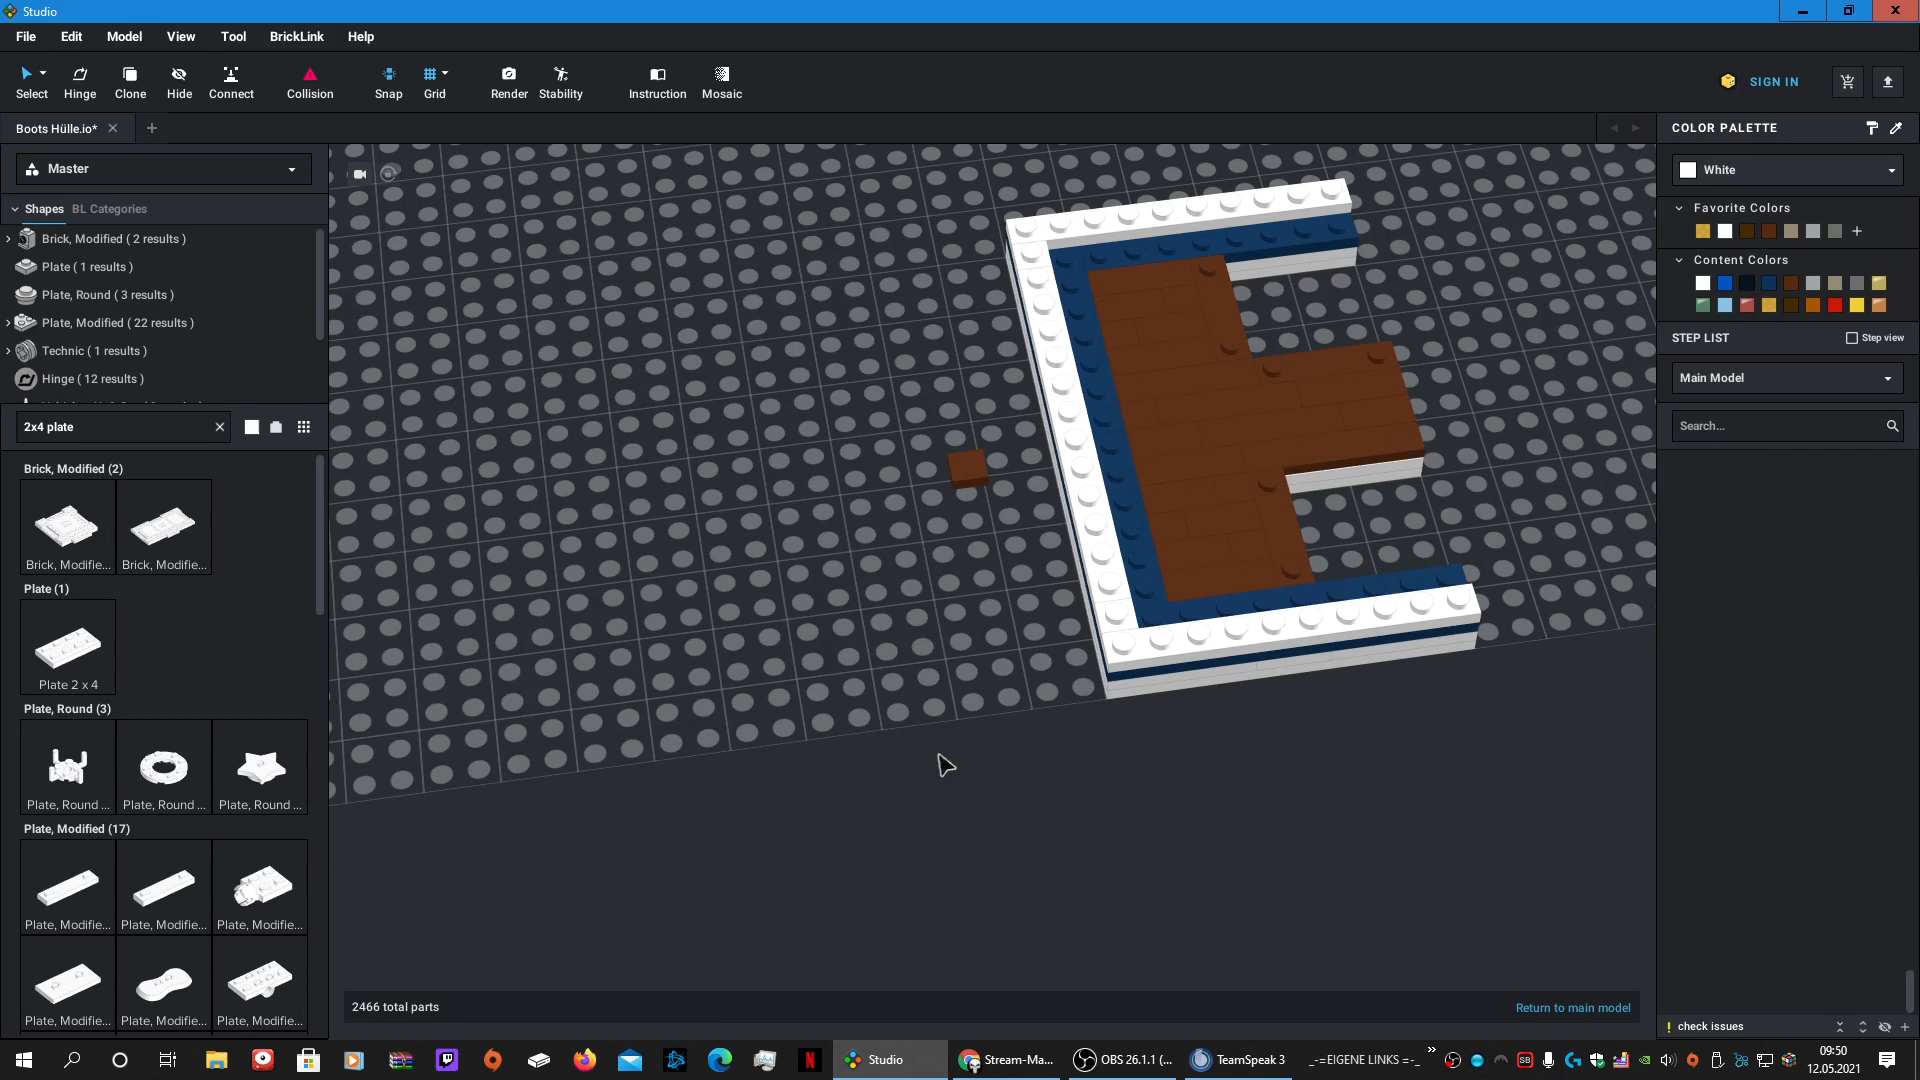 Studio
File Edit Model View Tool BrickLink Help
Select Hinge Clone Hide Connect Collision Snap Grid Render Stability Instruction Mosaic
SIGN IN
Boots Hülle.io*
Master
Shapes BL Categories
Brick, Modified ( 2 results )
Plate ( 1 results )
Plate, Round ( 3 results )
Plate, Modified ( 22 results )
Technic ( 1 results )
Hinge ( 12 results )
2x4 plate
Brick, Modified (2)
Brick, Modifie... Brick, Modifie...
Plate (1)
Plate 2 x 4
Plate, Round (3)
Plate, Round ... Plate, Round ... Plate, Round ...
Plate, Modified (17)
Plate, Modifie... Plate, Modifie... Plate, Modifie...
Plate, Modifie... Plate, Modifie... Plate, Modifie...
2466 total parts
Return to main model
COLOR PALETTE
White
Favorite Colors
Content Colors
STEP LIST
Step view
Main Model
Search...
check issues
Studio
Stream-Ma...
OBS 26.1.1 (...
TeamSpeak 3
_-=EIGENE LINKS =-_
SB
09:50
12.05.2021